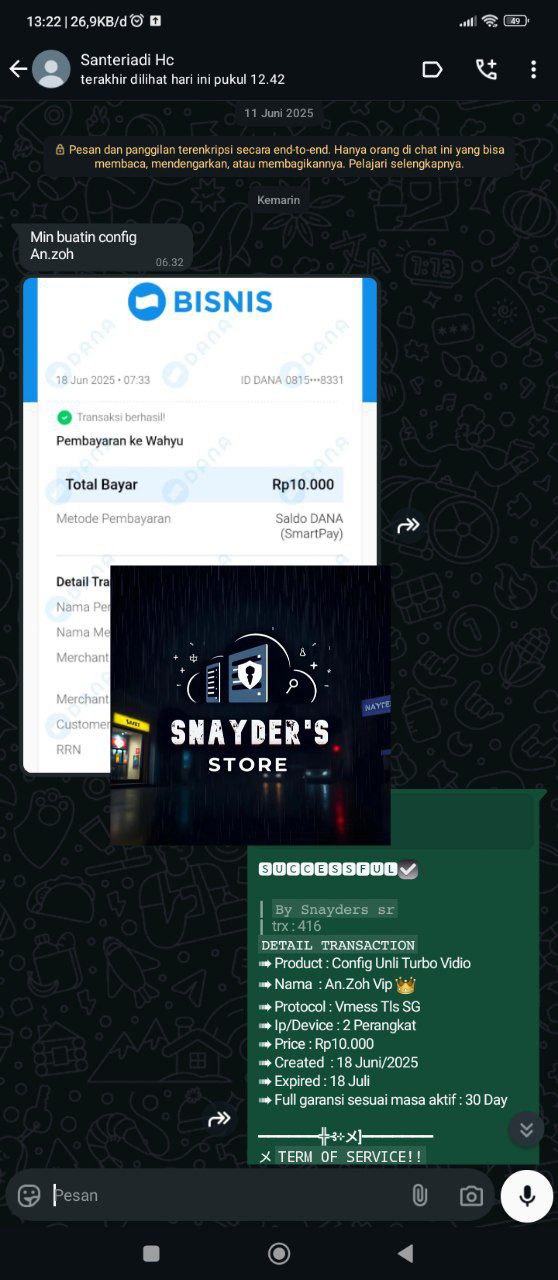 13:22 | 26,9KB/d
49
Santeriadi Hc
terakhir dilihat hari ini pukul 12.42
11 Juni 2025
Pesan dan panggilan terenkripsi secara end-to-end. Hanya orang di chat ini yang bisa
membaca, mendengarkan, atau membagikannya. Pelajari selengkapnya.
Kemarin
Min buatin config
An.zoh
06.32
BISNIS
18 Jun 2025 • 07:33
ID DANA 0815•••8331
Transaksi berhasil!
Pembayaran ke Wahyu
Total Bayar
Rp10.000
Metode Pembayaran
Saldo DANA
(SmartPay)
Detail Tra
Nama Per
Nama Me
Merchant
Merchant
Customer
RRN
SNAYDER'S
STORE
SUCCESSFUL
By Snayders sr
trx : 416
DETAIL TRANSACTION
➠ Product : Config Unli Turbo Vidio
➠ Nama : An.Zoh Vip 👑
➠ Protocol : Vmess Tls SG
➠ Ip/Device : 2 Perangkat
➠ Price : Rp10.000
➠ Created : 18 Juni/2025
➠ Expired : 18 Juli
➠ Full garansi sesuai masa aktif : 30 Day
TERM OF SERVICE!!
Pesan